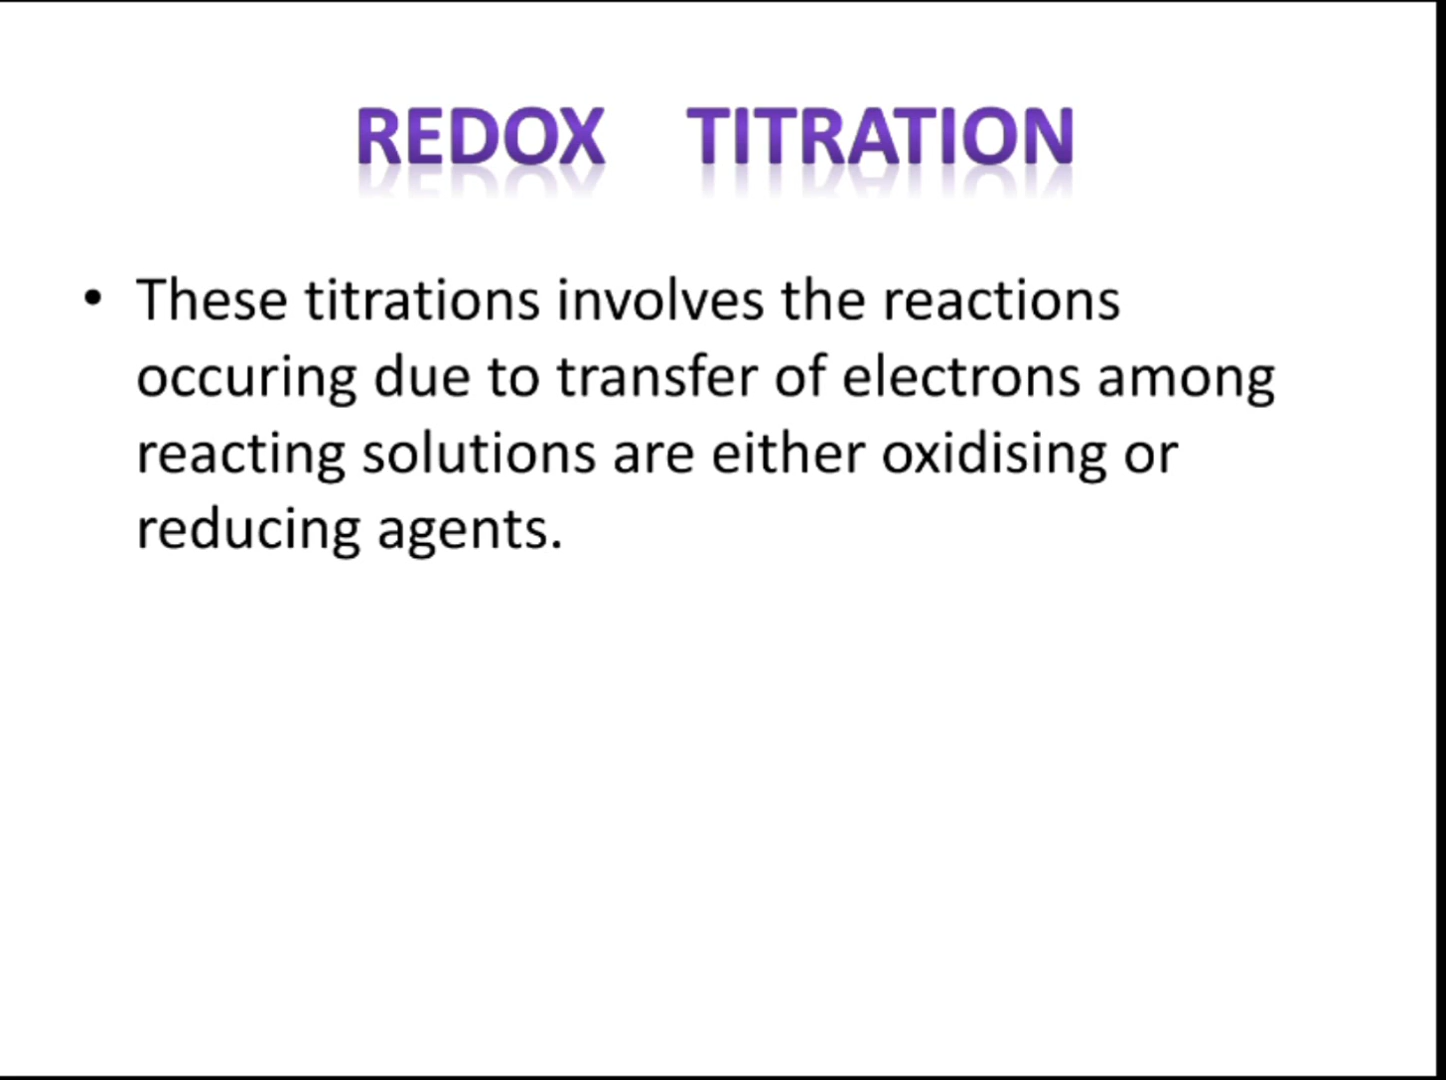 REDOX TITRATION
• These titrations involves the reactions
occuring due to transfer of electrons among
reacting solutions are either oxidising or
reducing agents.